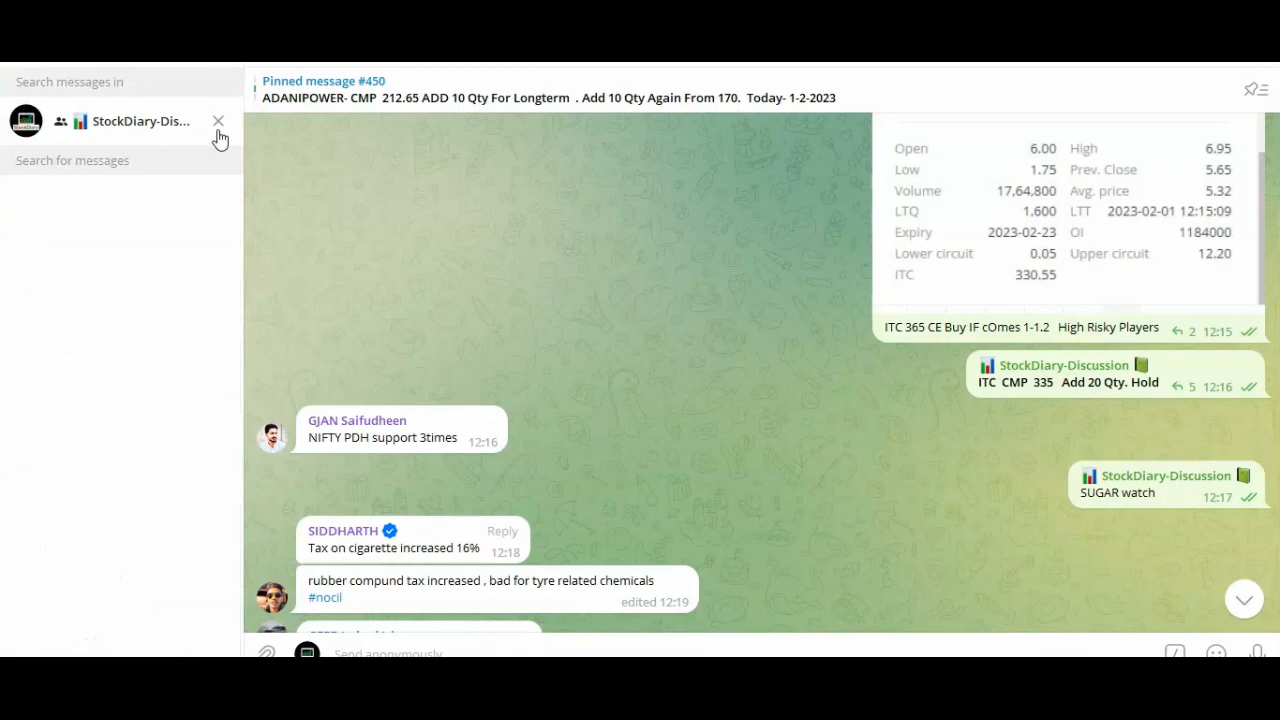 Search messages in
StockDiary-Dis...
Search for messages
Pinned message #450
ADANIPOWER- CMP 212.65 ADD 10 Qty For Longterm . Add 10 Qty Again From 170. Today- 1-2-2023
Open 6.00 High 6.95
Low 1.75 Prev. Close 5.65
Volume 17,64,800 Avg. price 5.32
LTQ 1,600 LTT 2023-02-01 12:15:09
Expiry 2023-02-23 OI 1184000
Lower circuit 0.05 Upper circuit 12.20
ITC 330.55
ITC 365 CE Buy IF cOmes 1-1.2 High Risky Players 2 12:15
StockDiary-Discussion
ITC CMP 335 Add 20 Qty. Hold 5 12:16
GJAN Saifudheen
NIFTY PDH support 3times 12:16
StockDiary-Discussion
SUGAR watch 12:17
SIDDHARTH Reply
Tax on cigarette increased 16% 12:18
rubber compund tax increased , bad for tyre related chemicals
#nocil edited 12:19
Send anonymously